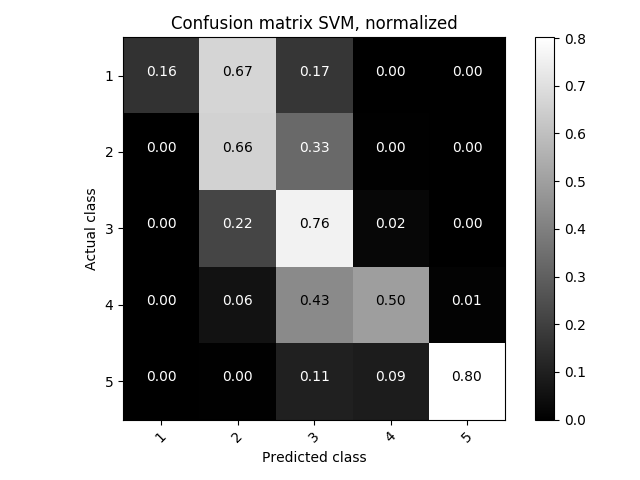 Confusion matrix SVM, normalized
Actual class
1 0.16 0.67 0.17 0.00 0.00
2 0.00 0.66 0.33 0.00 0.00
3 0.00 0.22 0.76 0.02 0.00
4 0.00 0.06 0.43 0.50 0.01
5 0.00 0.00 0.11 0.09 0.80
1 2 3 4 5
Predicted class
0.8
0.7
0.6
0.5
0.4
0.3
0.2
0.1
0.0